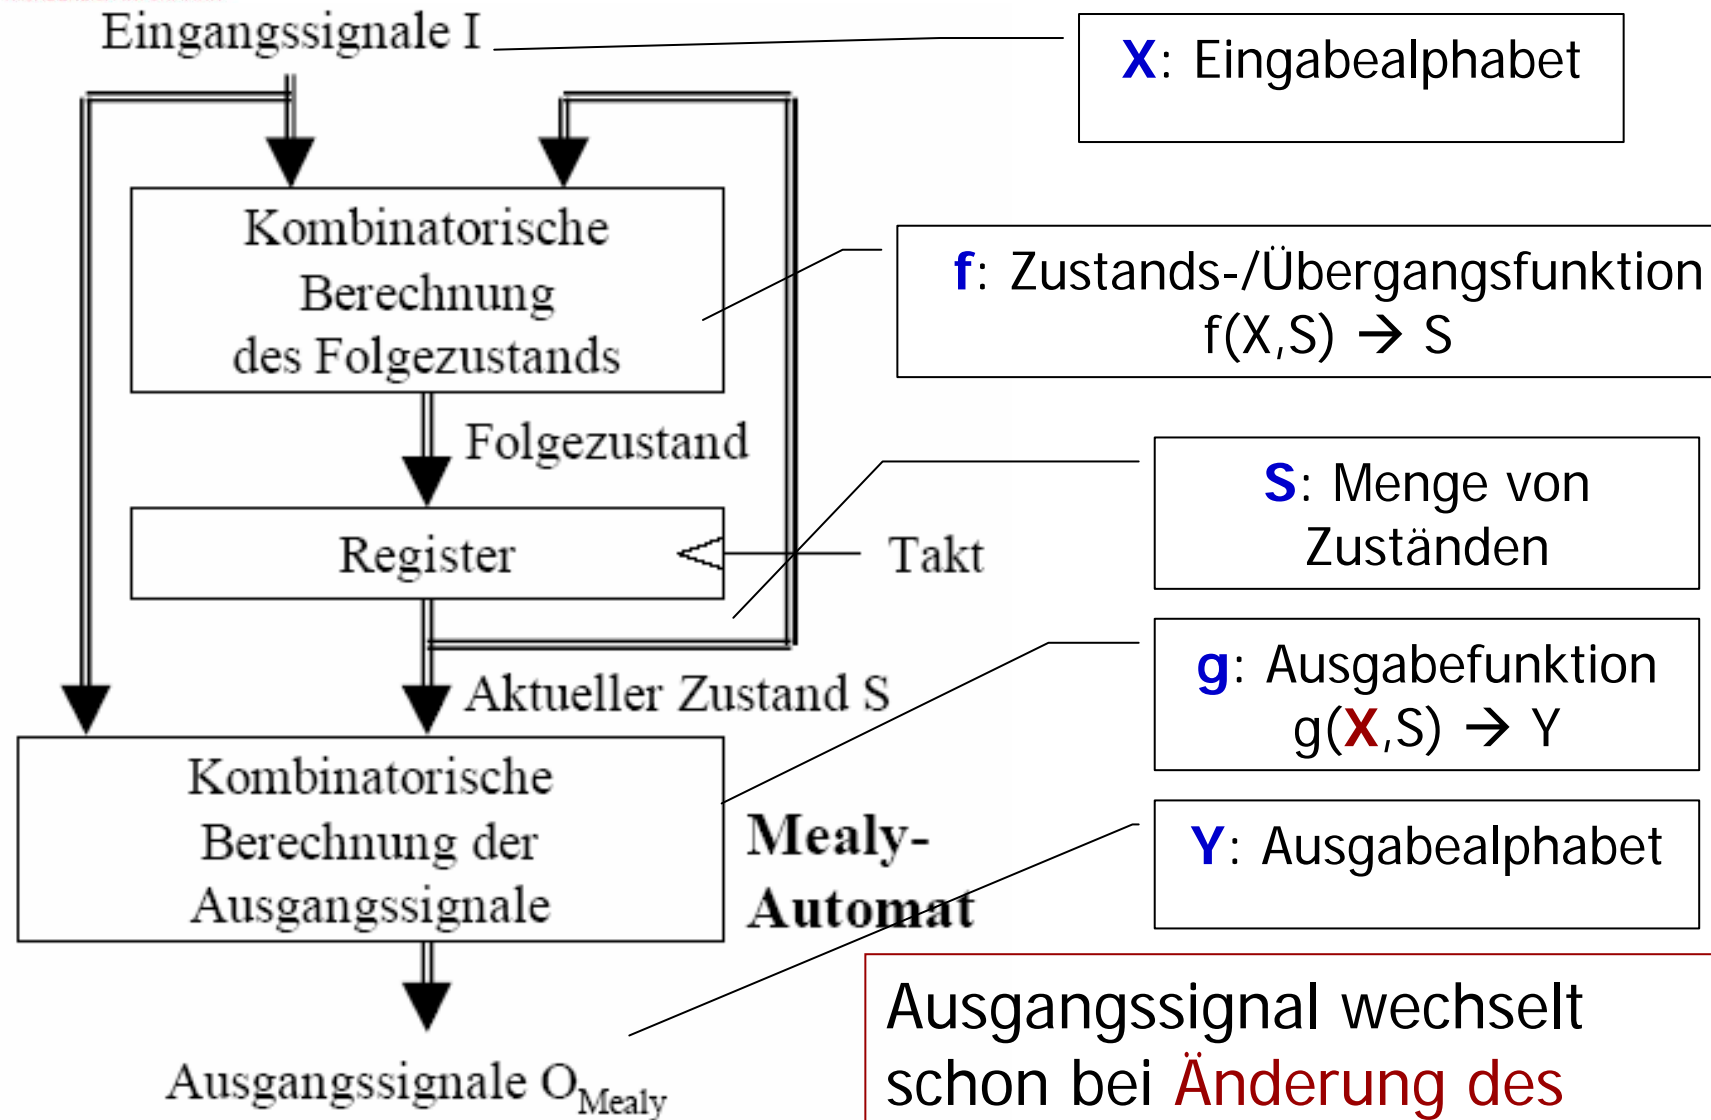 Eingangssignale I
X: Eingabealphabet
Kombinatorische
Berechnung
des Folgezustands
f: Zustands-/Übergangsfunktion
f(X,S) → S
Folgezustand
S: Menge von
Zuständen
Register
Takt
Aktueller Zustand S
g: Ausgabefunktion
g(X,S) → Y
Kombinatorische
Berechnung der
Ausgangssignale
Mealy-
Automat
Y: Ausgabealphabet
Ausgangssignal wechselt
schon bei Änderung des
Ausgangssignale O_Mealy